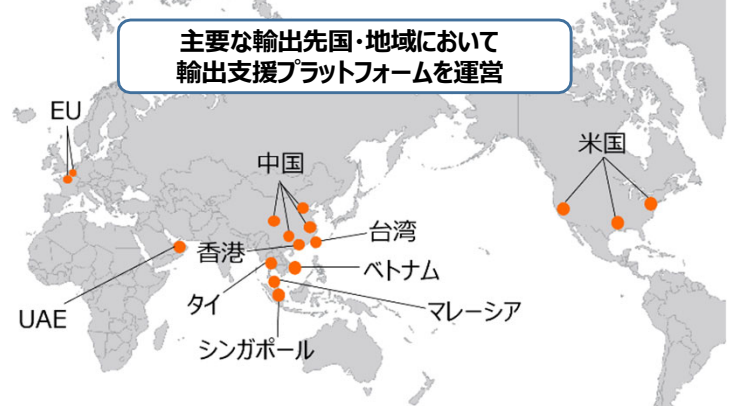 主要な輸出先国・地域において
輸出支援プラットフォームを運営
EU
中国
米国
台湾
香港
ベトナム
UAE
タイ
マレーシア
シンガポール